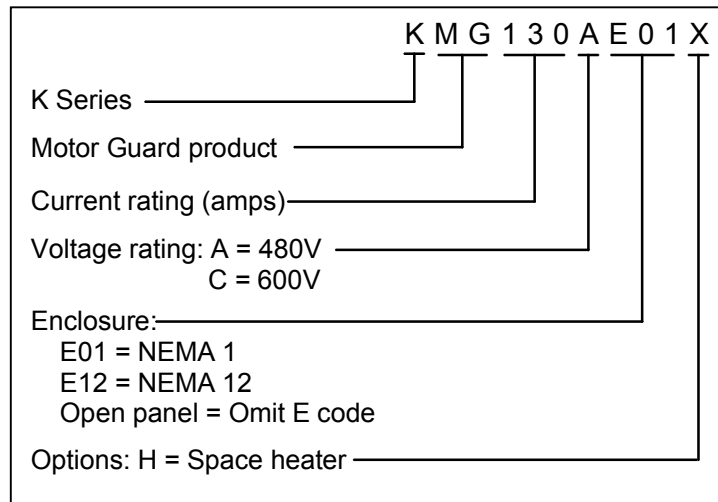 K M G 1 3 0 A E 0 1 X
K Series
Motor Guard product
Current rating (amps)
Voltage rating: A = 480V
C = 600V
Enclosure:
E01 = NEMA 1
E12 = NEMA 12
Open panel = Omit E code
Options: H = Space heater